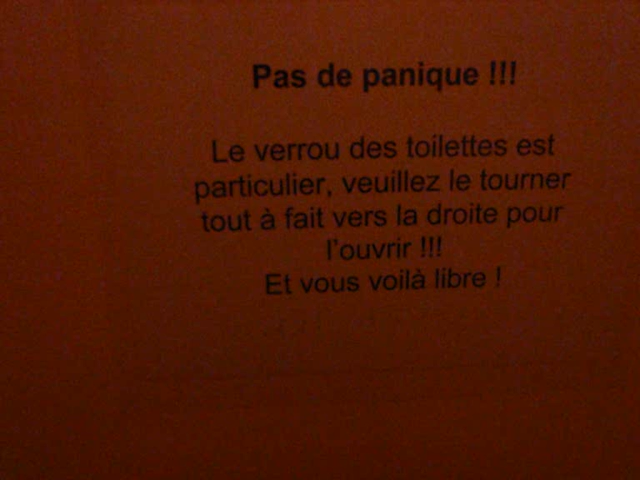 Pas de panique !!!
Le verrou des toilettes est
particulier, veuillez le tourner
tout à fait vers la droite pour
l'ouvrir !!!
Et vous voilà libre !